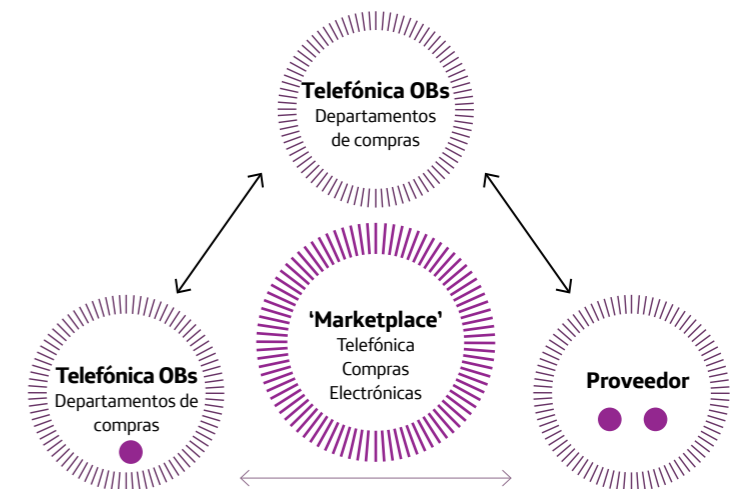 Telefónica OBs
Departamentos
de compras
‘Marketplace’
Telefónica
Compras
Electrónicas
Telefónica OBs
Departamentos de
compras
Proveedor